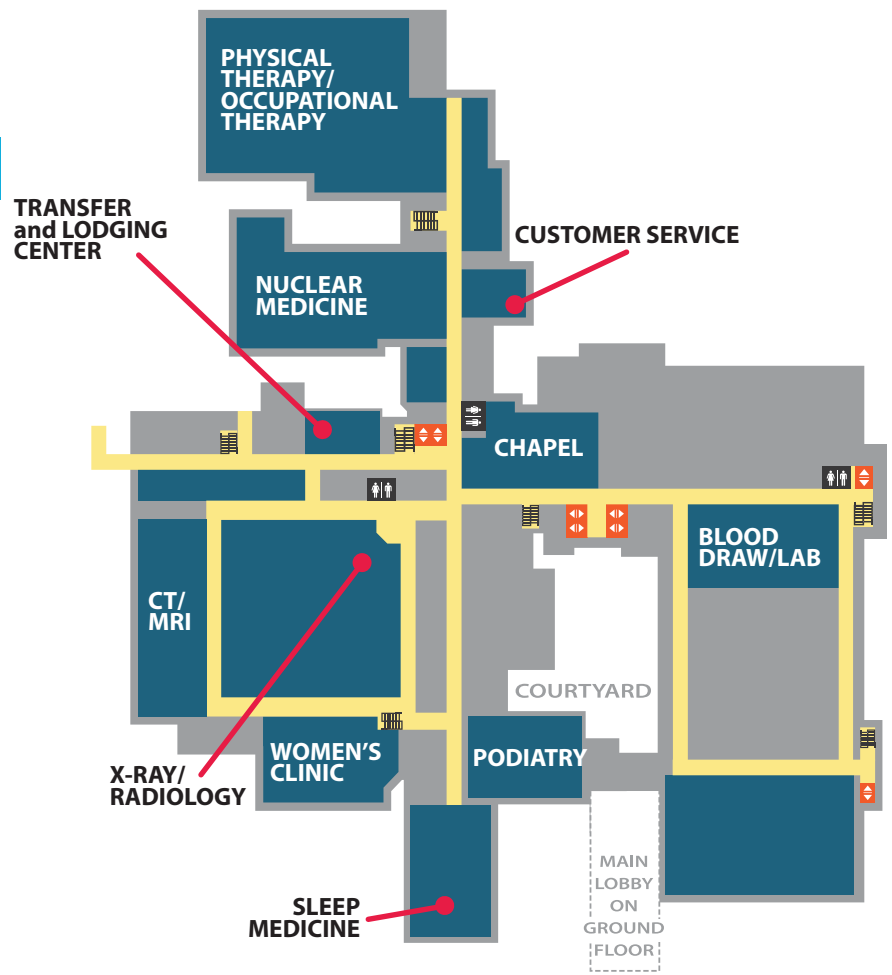 PHYSICAL
THERAPY/
OCCUPATIONAL
THERAPY
TRANSFER
and LODGING
CENTER
CUSTOMER SERVICE
NUCLEAR
MEDICINE
CHAPEL
BLOOD
DRAW/LAB
CT/
MRI
COURTYARD
WOMEN'S
CLINIC
PODIATRY
X-RAY/
RADIOLOGY
MAIN
LOBBY
ON
GROUND
FLOOR
SLEEP
MEDICINE